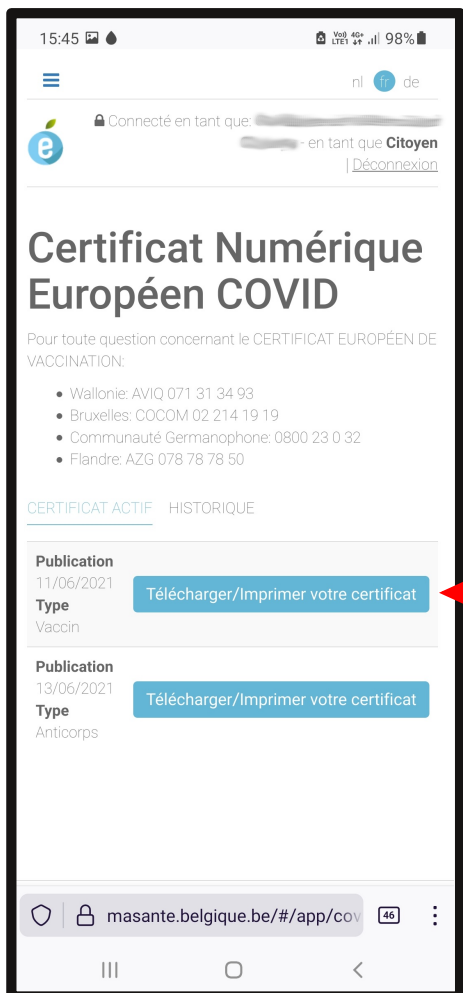 15:45 Vo)) 4G+ LTE1 98%
nl fr de
e
Connecté en tant que:
- en tant que Citoyen
| Déconnexion
Certificat Numérique
Européen COVID
Pour toute question concernant le CERTIFICAT EUROPÉEN DE
VACCINATION:
• Wallonie: AVIQ 071 31 34 93
• Bruxelles: COCOM 02 214 19 19
• Communauté Germanophone: 0800 23 0 32
• Flandre: AZG 078 78 78 50
CERTIFICAT ACTIF HISTORIQUE
Publication
11/06/2021
Type
Vaccin
Télécharger/Imprimer votre certificat
Publication
13/06/2021
Type
Anticorps
Télécharger/Imprimer votre certificat
masante.belgique.be/#/app/cov 46